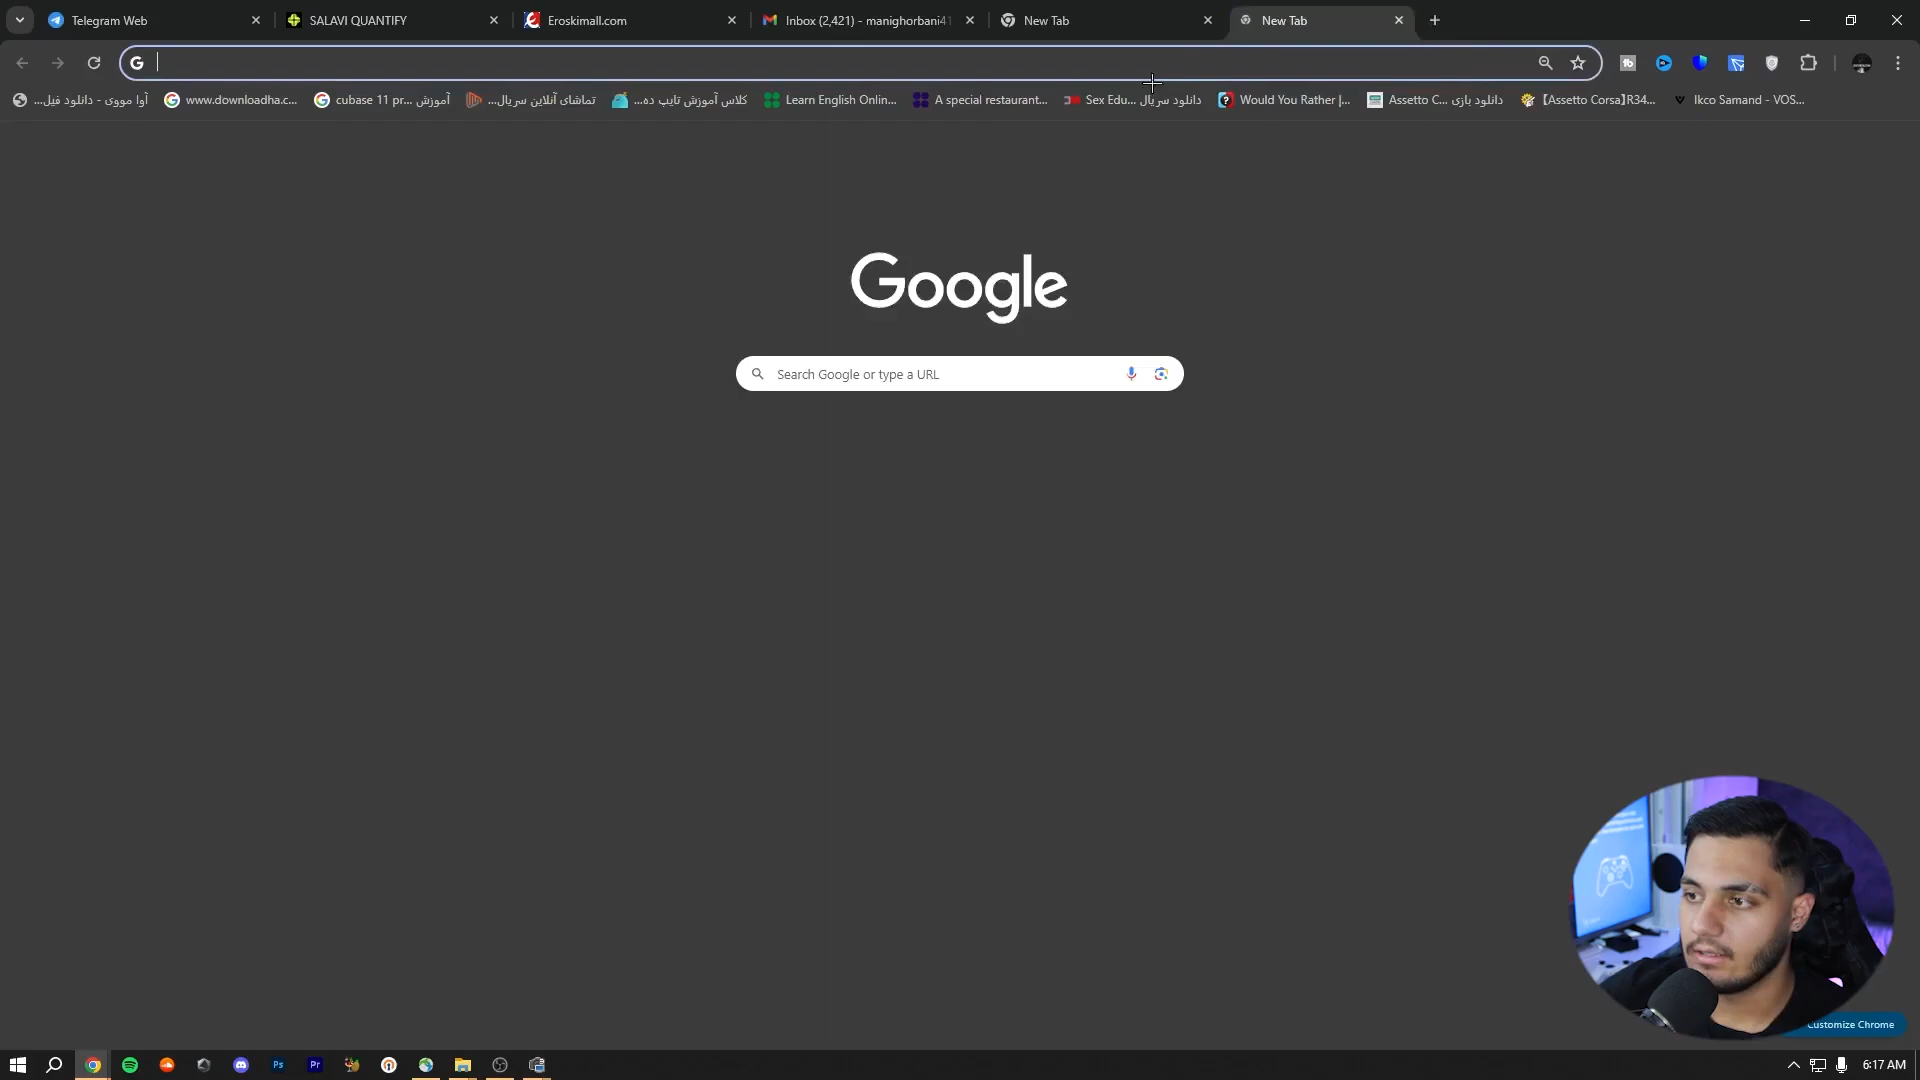 Telegram Web
SALAVI QUANTIFY
Eroskimall.com
Inbox (2,421) - manighorbani41
New Tab
New Tab
آوا مووی - دانلود فیل...
www.downloadha.c...
آموزش cubase 11 pr...
تماشای آنلاین سریال...
کلاس آموزش تایپ ده...
Learn English Onlin...
A special restaurant...
دانلود سریال Sex Edu...
Would You Rather |...
دانلود بازی Assetto C...
【Assetto Corsa】R34...
Ikco Samand - VOS...
Google
Search Google or type a URL
Customize Chrome
6:17 AM